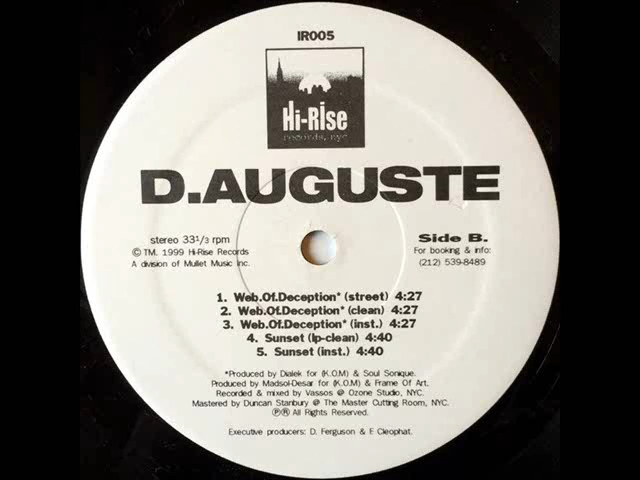 IR005
Hi-Rise
records, nyc
D.AUGUSTE
stereo 33 1/3 rpm
© TM. 1999 Hi-Rise Records
A division of Mullet Music Inc.
Side B.
For booking & info:
(212) 539-8489
1. Web.Of.Deception* (street) 4:27
2. Web.Of.Deception* (clean) 4:27
3. Web.Of.Deception* (inst.) 4:27
4. Sunset (lp-clean) 4:40
5. Sunset (inst.) 4:40
*Produced by Dialek for (K.O.M) & Soul Sonique.
Produced by Madsol-Desar for (K.O.M) & Frame Of Art.
Recorded & mixed by Vassos @ Ozone Studio, NYC.
Mastered by Duncan Stanbury @ The Master Cutting Room, NYC.
℗® All Rights Reserved.
Executive producers: D. Ferguson & F. Cleophat.